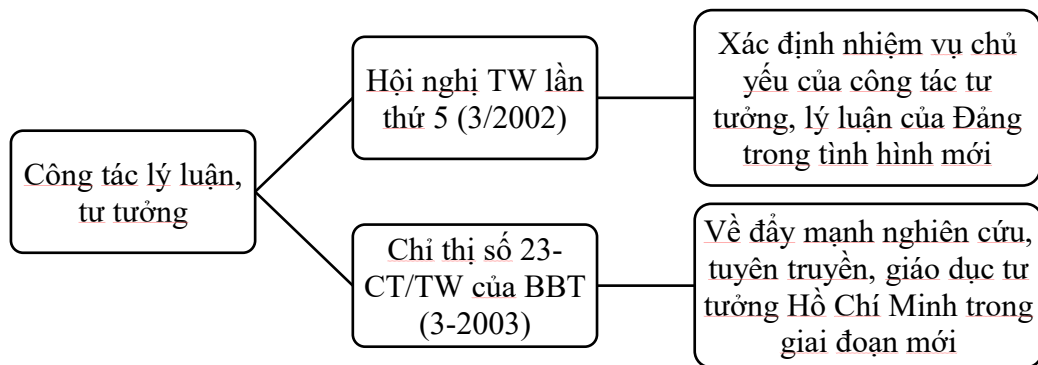 Công tác lý luận,
tư tưởng
Hội nghị TW lần
thứ 5 (3/2002)
Xác định nhiệm vụ chủ
yếu của công tác tư
tưởng, lý luận của Đảng
trong tình hình mới
Chỉ thị số 23-
CT/TW của BBT
(3-2003)
Về đẩy mạnh nghiên cứu,
tuyên truyền, giáo dục tư
tưởng Hồ Chí Minh trong
giai đoạn mới